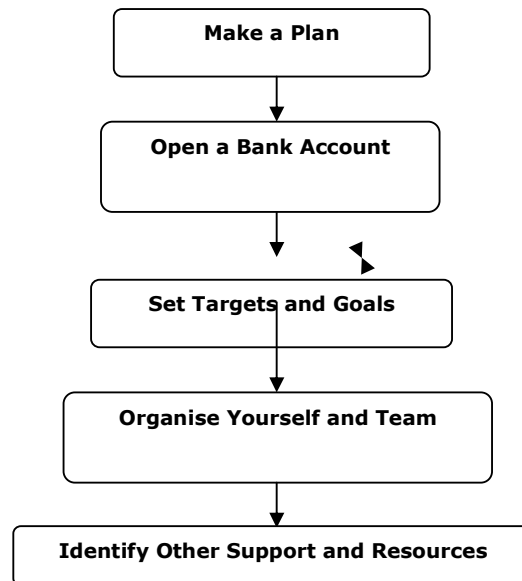 Make a Plan
Open a Bank Account
Set Targets and Goals
Organise Yourself and Team
Identify Other Support and Resources